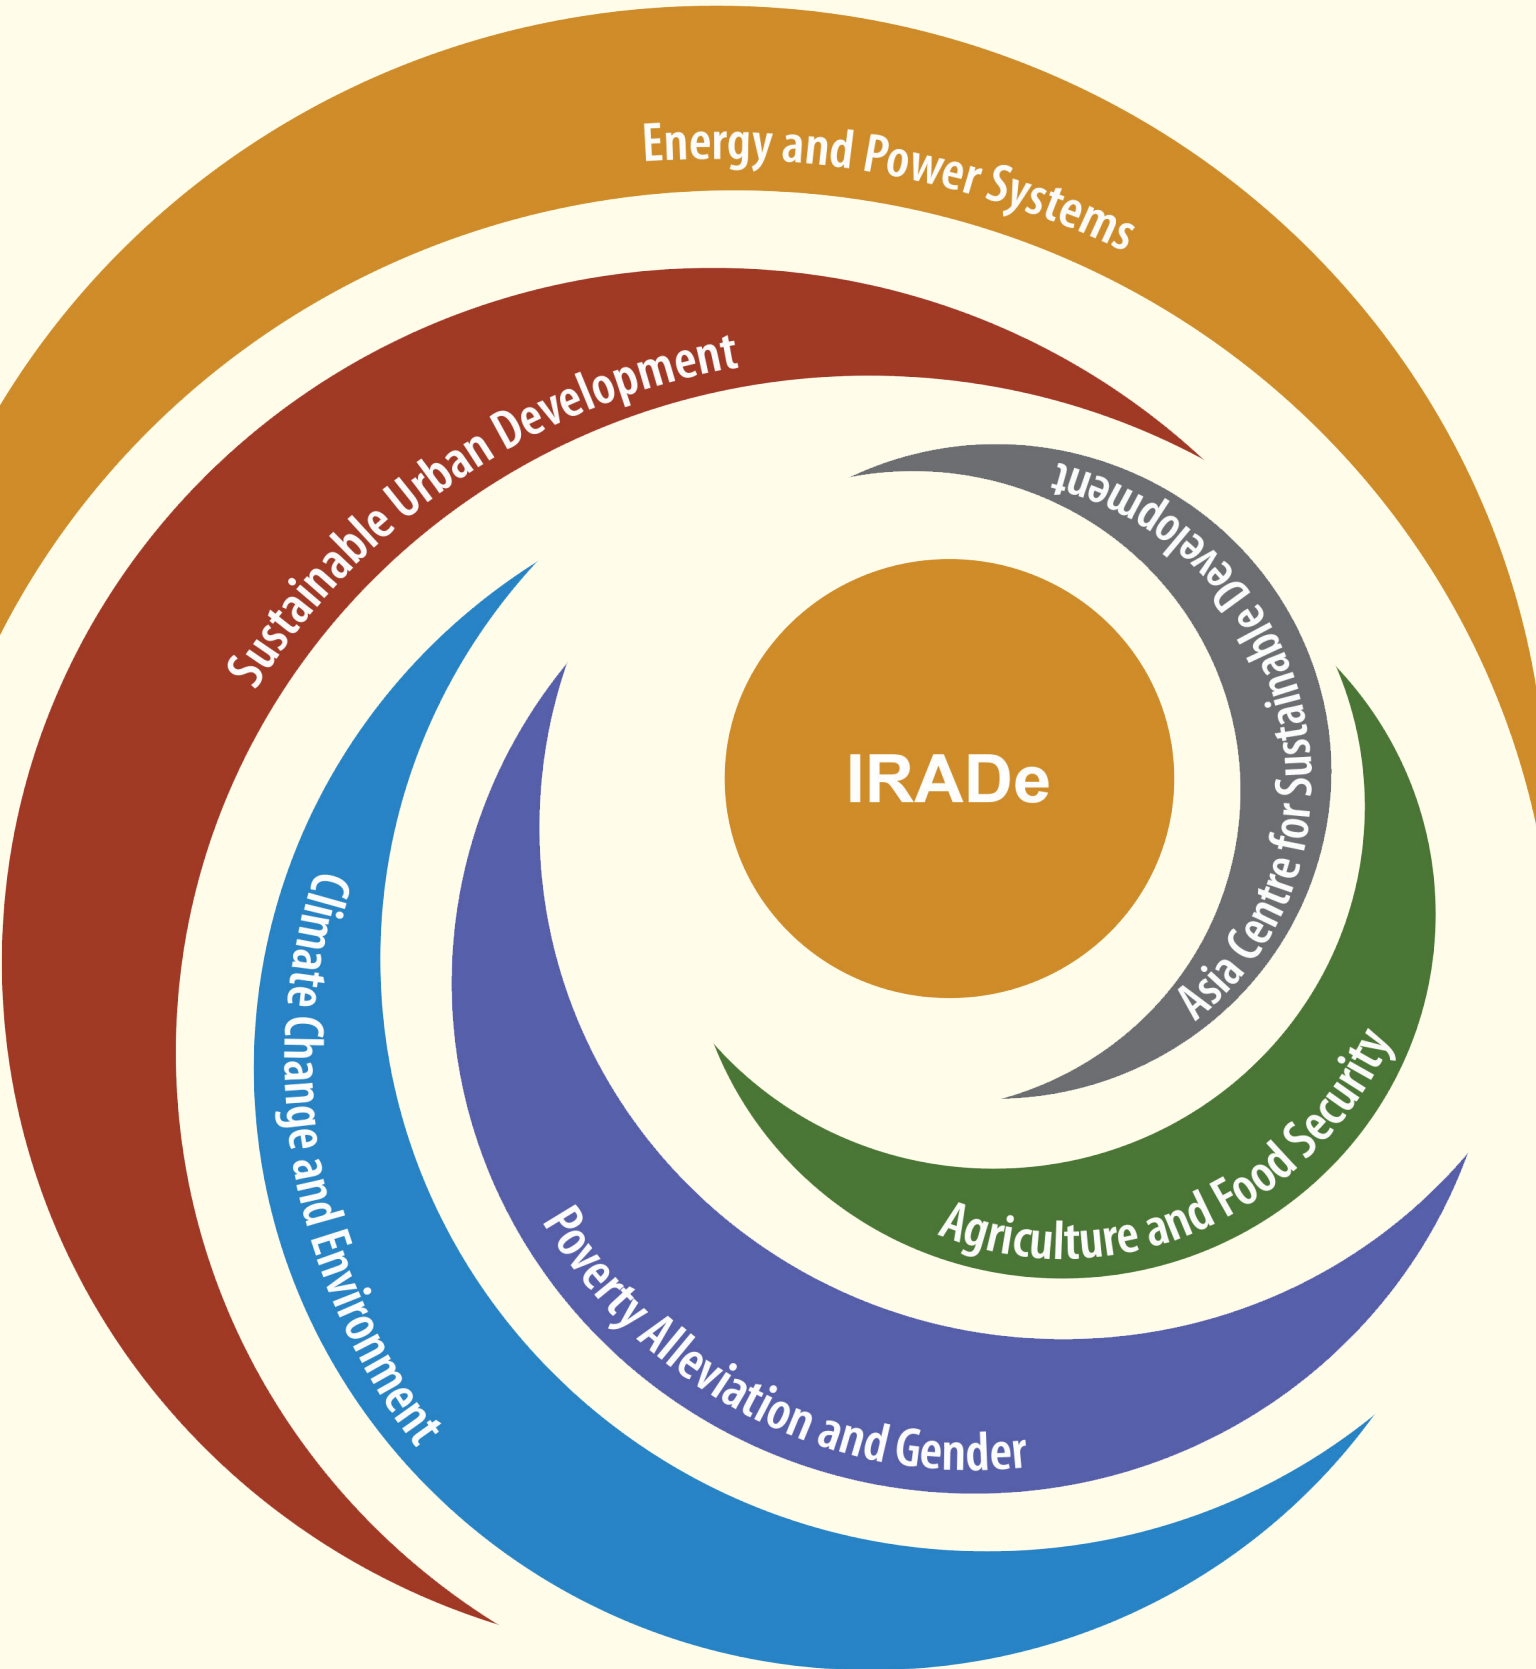 Energy and Power Systems
Sustainable Urban Development
Asia Centre for Sustainable Development
IRADe
Climate Change and Environment
Agriculture and Food Security
Poverty Alleviation and Gender